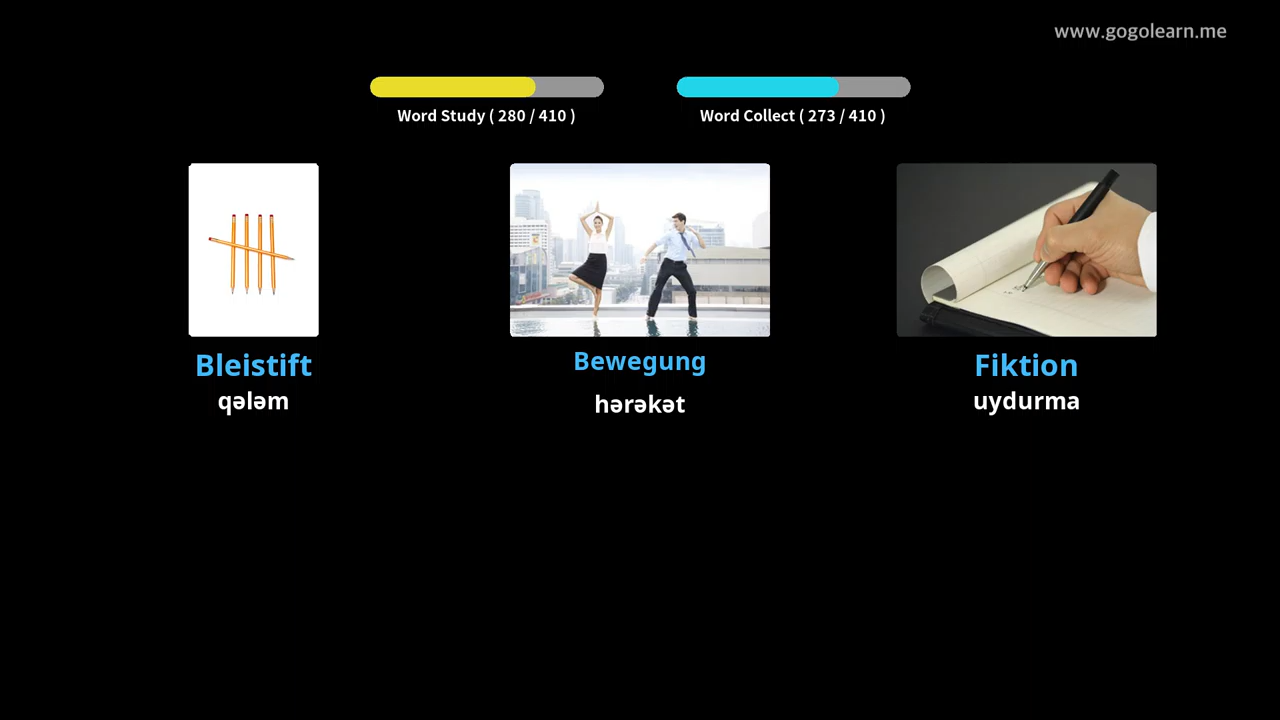 www.gogolearn.me
Word Study ( 280 / 410 )
Word Collect ( 273 / 410 )
Bleistift
qələm
Bewegung
hərəkət
Fiktion
uydurma